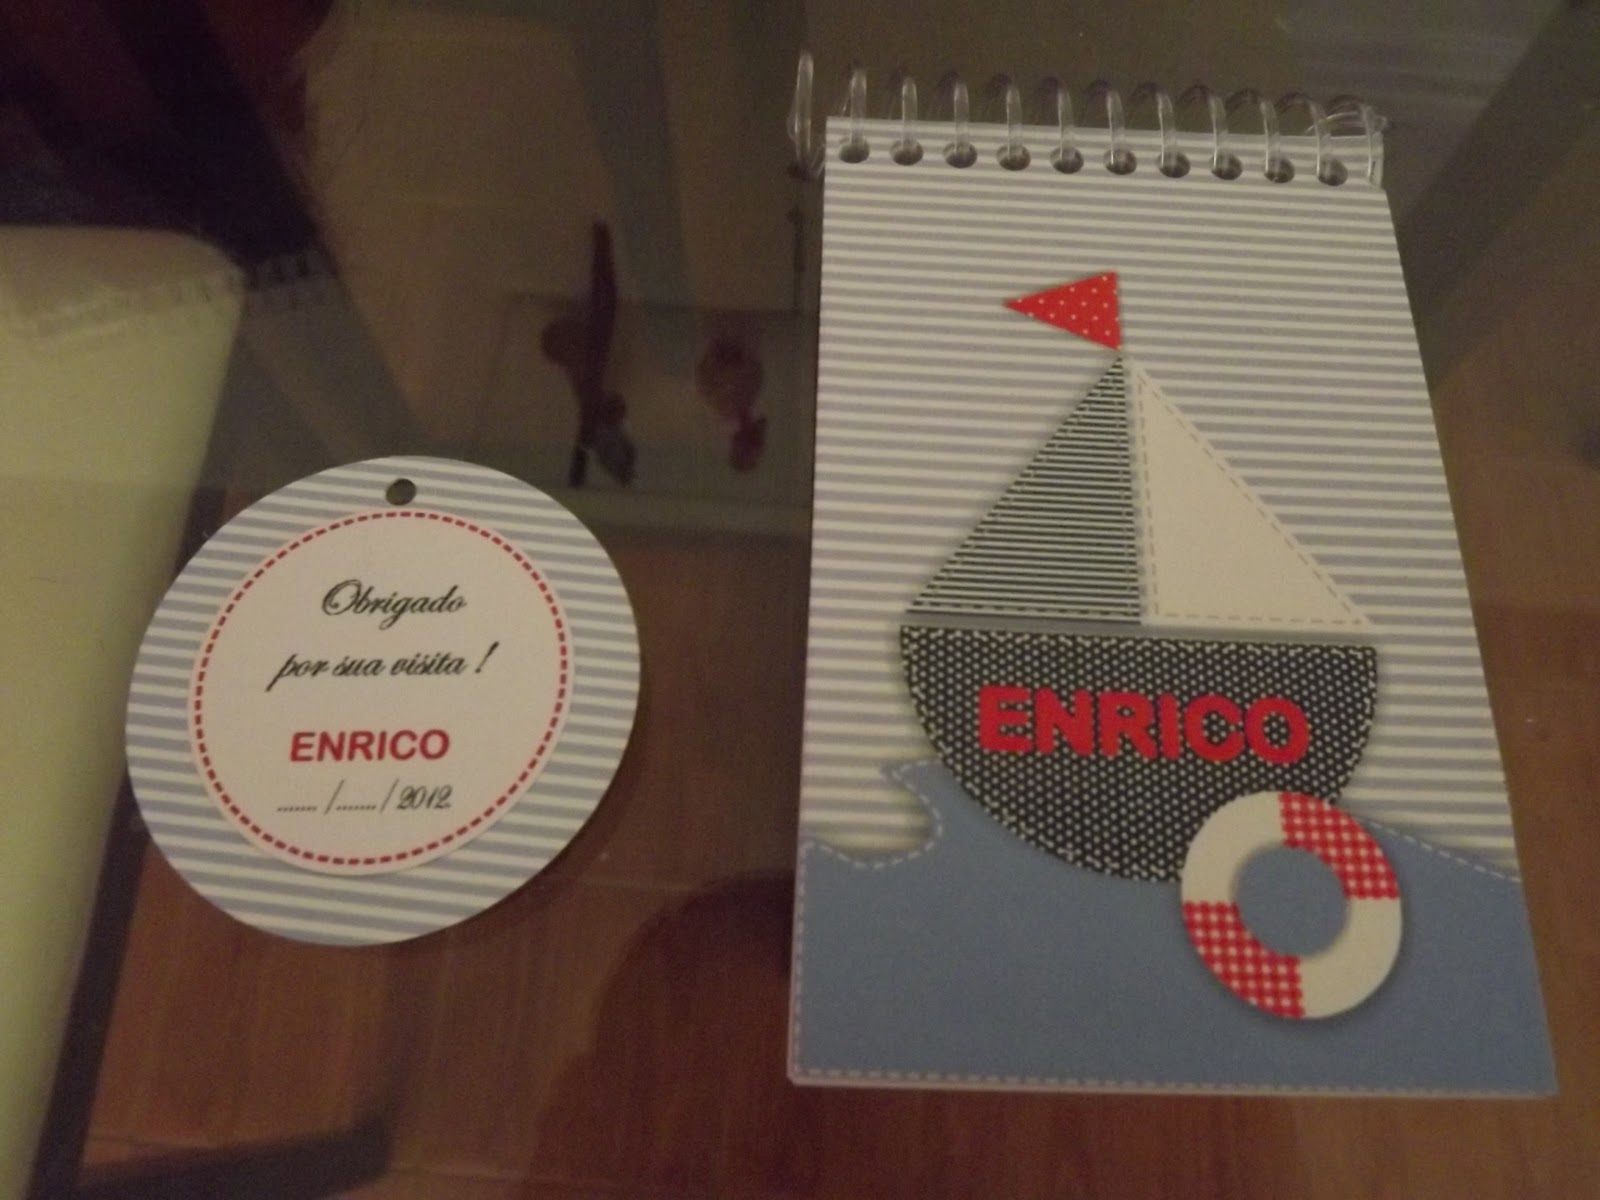 Obrigado
por sua visita !
ENRICO
....... /....... / 2012
ENRICO